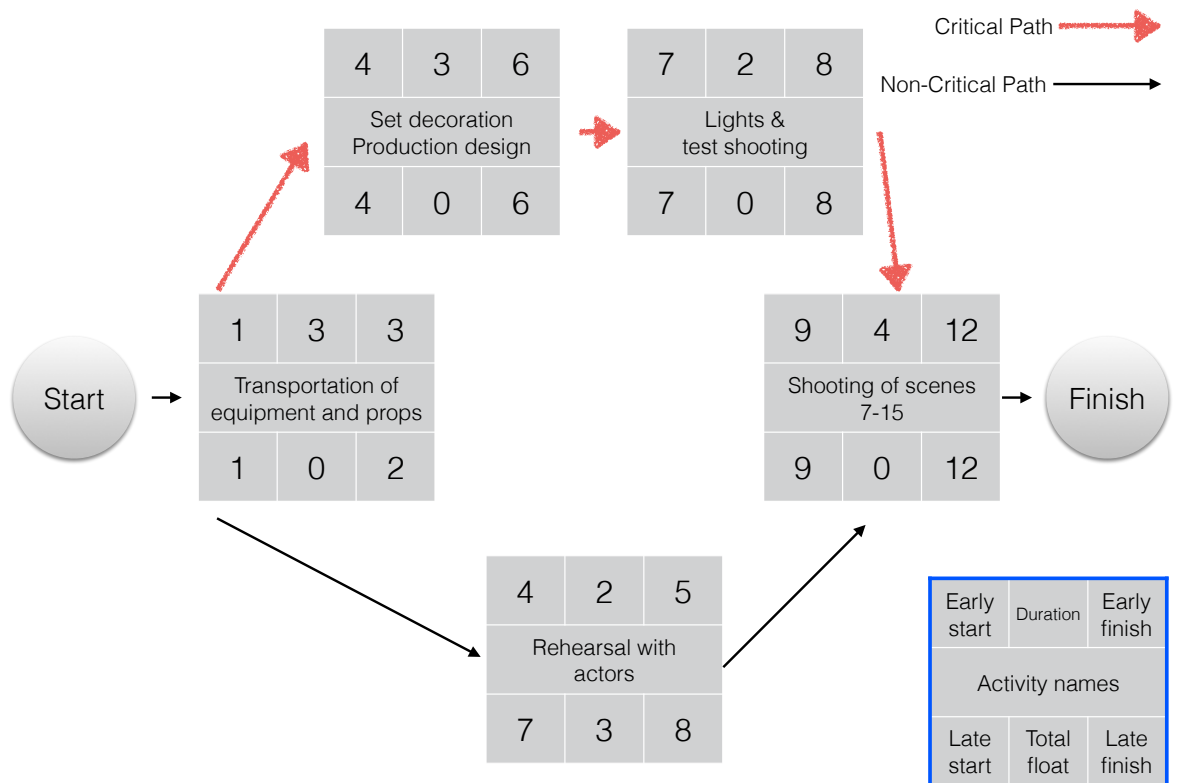 Critical Path
Non-Critical Path
4 3 6
Set decoration
Production design
4 0 6
7 2 8
Lights &
test shooting
7 0 8
Start
1 3 3
Transportation of
equipment and props
1 0 2
9 4 12
Shooting of scenes
7-15
9 0 12
Finish
4 2 5
Rehearsal with
actors
7 3 8
Early
start
Duration
Early
finish
Activity names
Late
start
Total
float
Late
finish